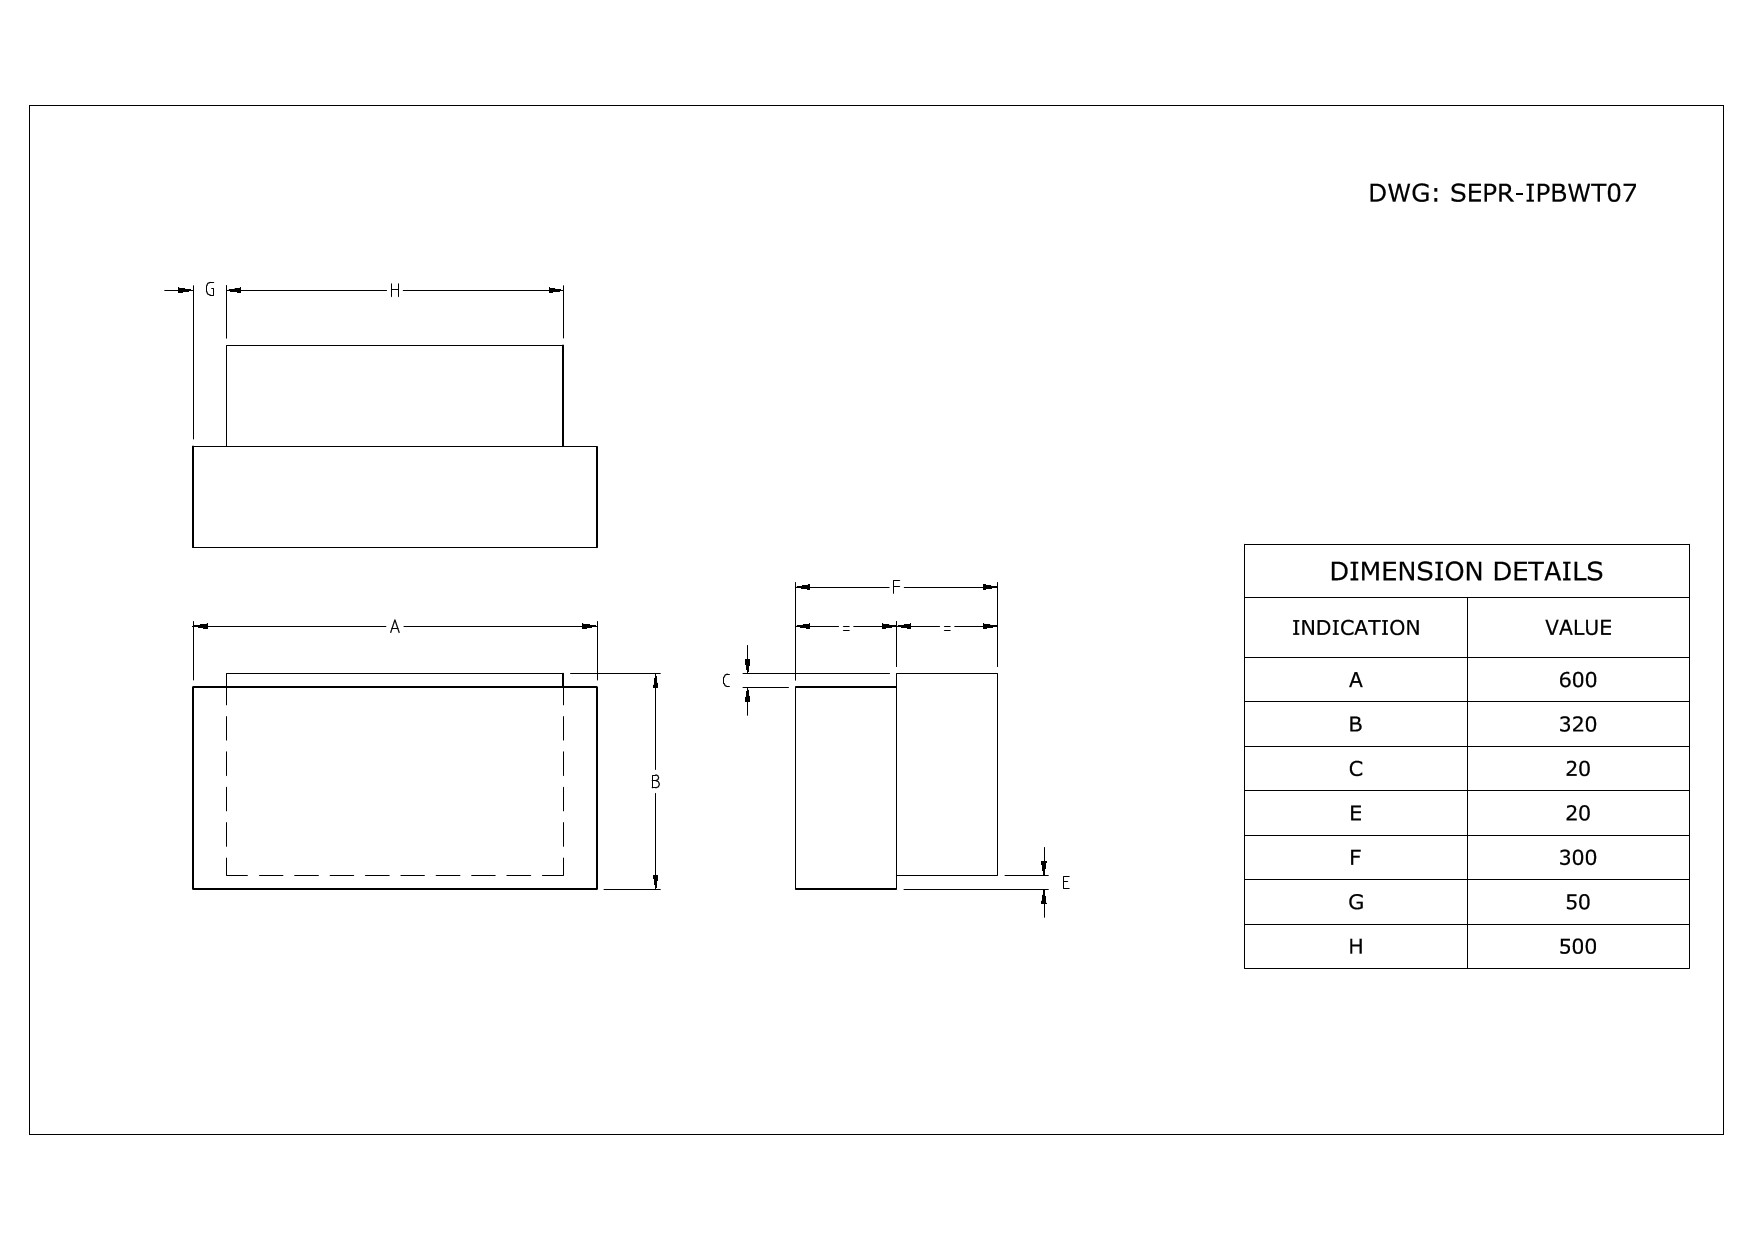 DWG: SEPR-IPBWT07
G
H
F
A
=
=
C
B
E
DIMENSION DETAILS
INDICATION VALUE
A 600
B 320
C 20
E 20
F 300
G 50
H 500